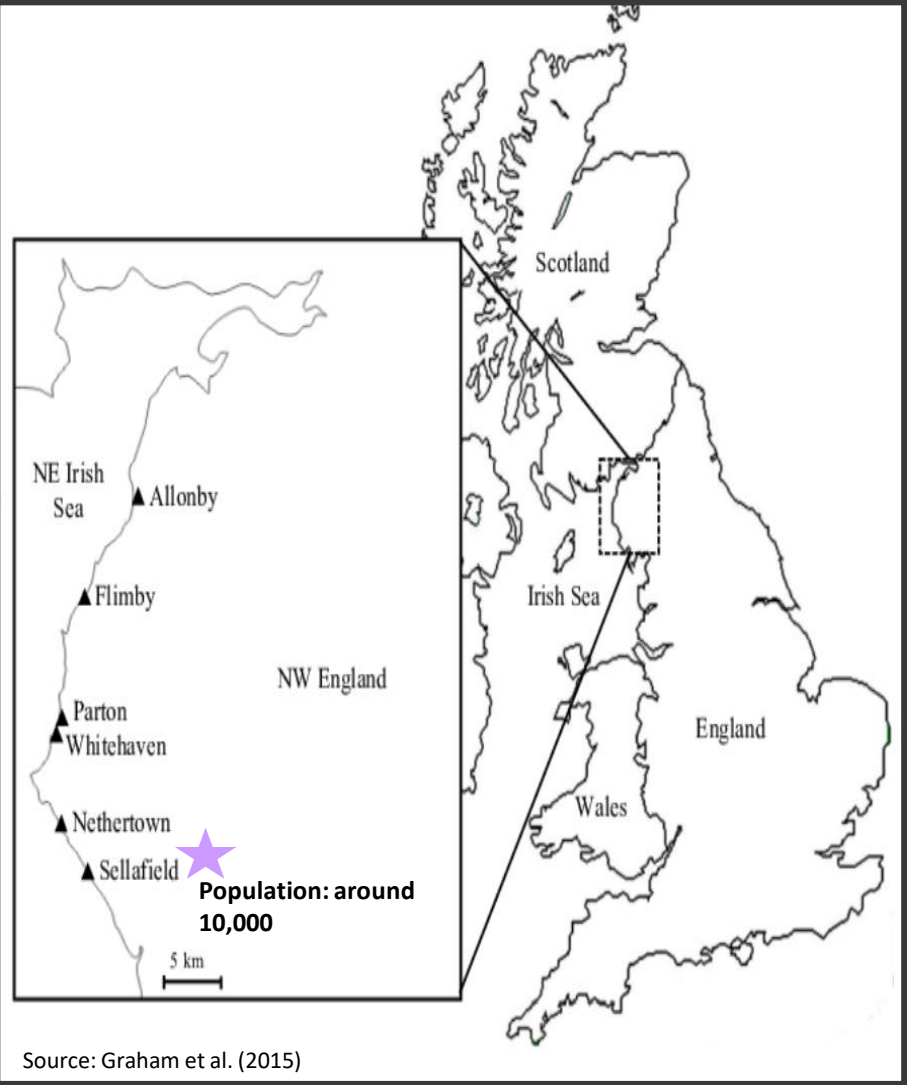 Scotland
NE Irish
Sea
Allonby
Flimby
Irish Sea
NW England
Parton
Whitehaven
England
Wales
Nethertown
Sellafield
Population: around
10,000
5 km
Source: Graham et al. (2015)